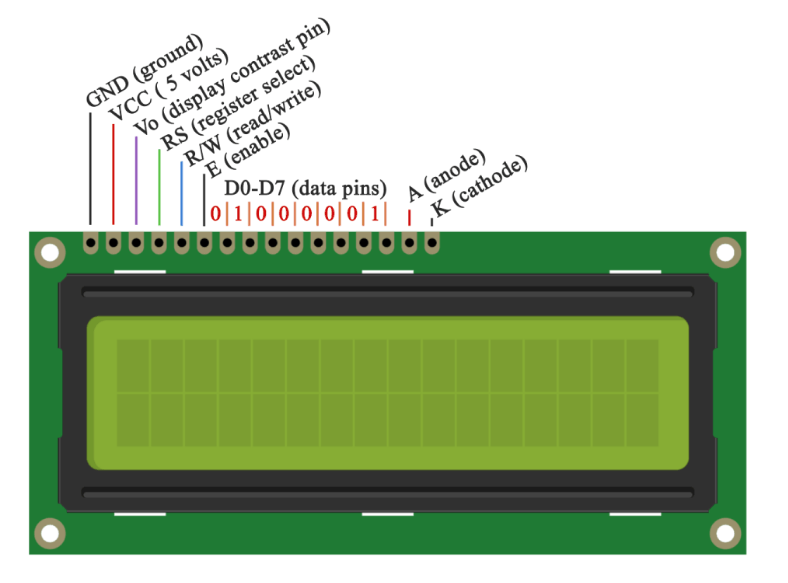 GND (ground)
VCC ( 5 volts)
Vo (display contrast pin)
RS (register select)
R/W (read/write)
E (enable)
D0-D7 (data pins)
0 1 0 0 0 0 0 1
A (anode)
K (cathode)